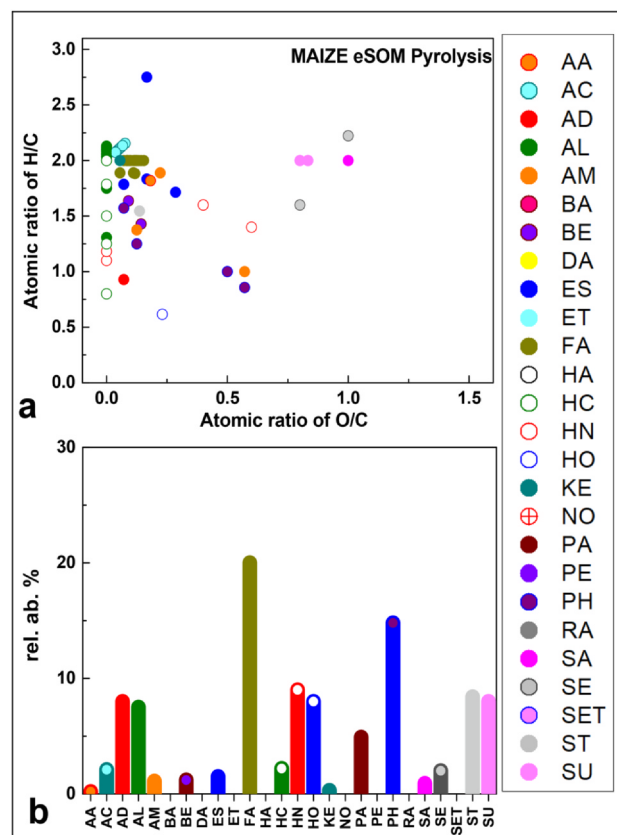 MAIZE eSOM Pyrolysis
3.0
2.5
2.0
1.5
1.0
0.5
0.0
Atomic ratio of H/C
0.0 0.5 1.0 1.5
Atomic ratio of O/C
a
30
20
10
0
rel. ab. %
AA AC AD AL AM BA BE DA ES ET FA HA HC HN HO KE NO PA PE PH RA SA SE SET ST SU
b
AA
AC
AD
AL
AM
BA
BE
DA
ES
ET
FA
HA
HC
HN
HO
KE
NO
PA
PE
PH
RA
SA
SE
SET
ST
SU